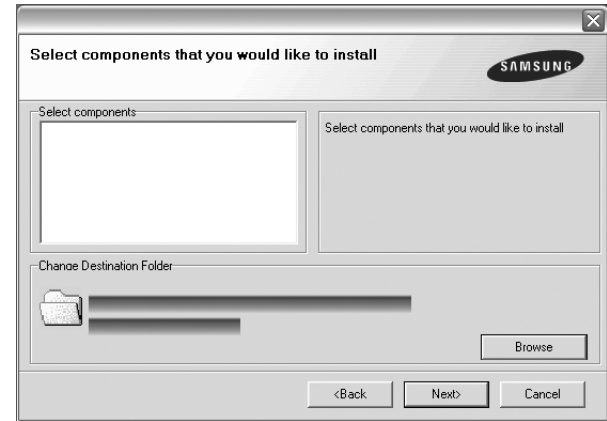 Select components that you would like to install
SAMSUNG
Select components
Select components that you would like to install
Change Destination Folder
Browse
<Back
Next>
Cancel